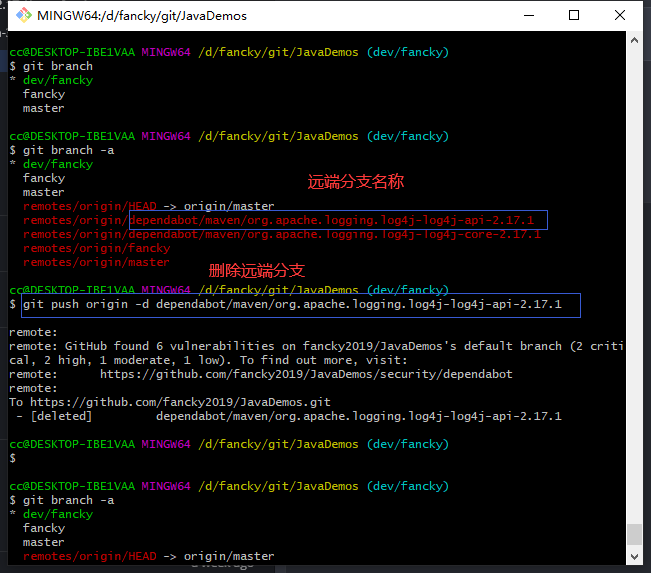 MINGW64:/d/fancky/git/JavaDemos
cc@DESKTOP-IBE1VAA MINGW64 /d/fancky/git/JavaDemos (dev/fancky)
$ git branch
* dev/fancky
fancky
master
cc@DESKTOP-IBE1VAA MINGW64 /d/fancky/git/JavaDemos (dev/fancky)
$ git branch -a
* dev/fancky
fancky
远端分支名称
master
remotes/origin/HEAD -> origin/master
remotes/origin/dependabot/maven/org.apache.logging.log4j-log4j-api-2.17.1
remotes/origin/dependabot/maven/org.apache.logging.log4j-log4j-core-2.17.1
remotes/origin/fancky
remotes/origin/master
删除远端分支
cc@DESKTOP-IBE1VAA MINGW64 /d/fancky/git/JavaDemos (dev/fancky)
$ git push origin -d dependabot/maven/org.apache.logging.log4j-log4j-api-2.17.1
remote:
remote: GitHub found 6 vulnerabilities on fancky2019/JavaDemos's default branch (2 criti
cal, 2 high, 1 moderate, 1 low). To find out more, visit:
remote:      https://github.com/fancky2019/JavaDemos/security/dependabot
remote:
To https://github.com/fancky2019/JavaDemos.git
- [deleted]         dependabot/maven/org.apache.logging.log4j-log4j-api-2.17.1
cc@DESKTOP-IBE1VAA MINGW64 /d/fancky/git/JavaDemos (dev/fancky)
$
cc@DESKTOP-IBE1VAA MINGW64 /d/fancky/git/JavaDemos (dev/fancky)
$ git branch -a
* dev/fancky
fancky
master
remotes/origin/HEAD -> origin/master